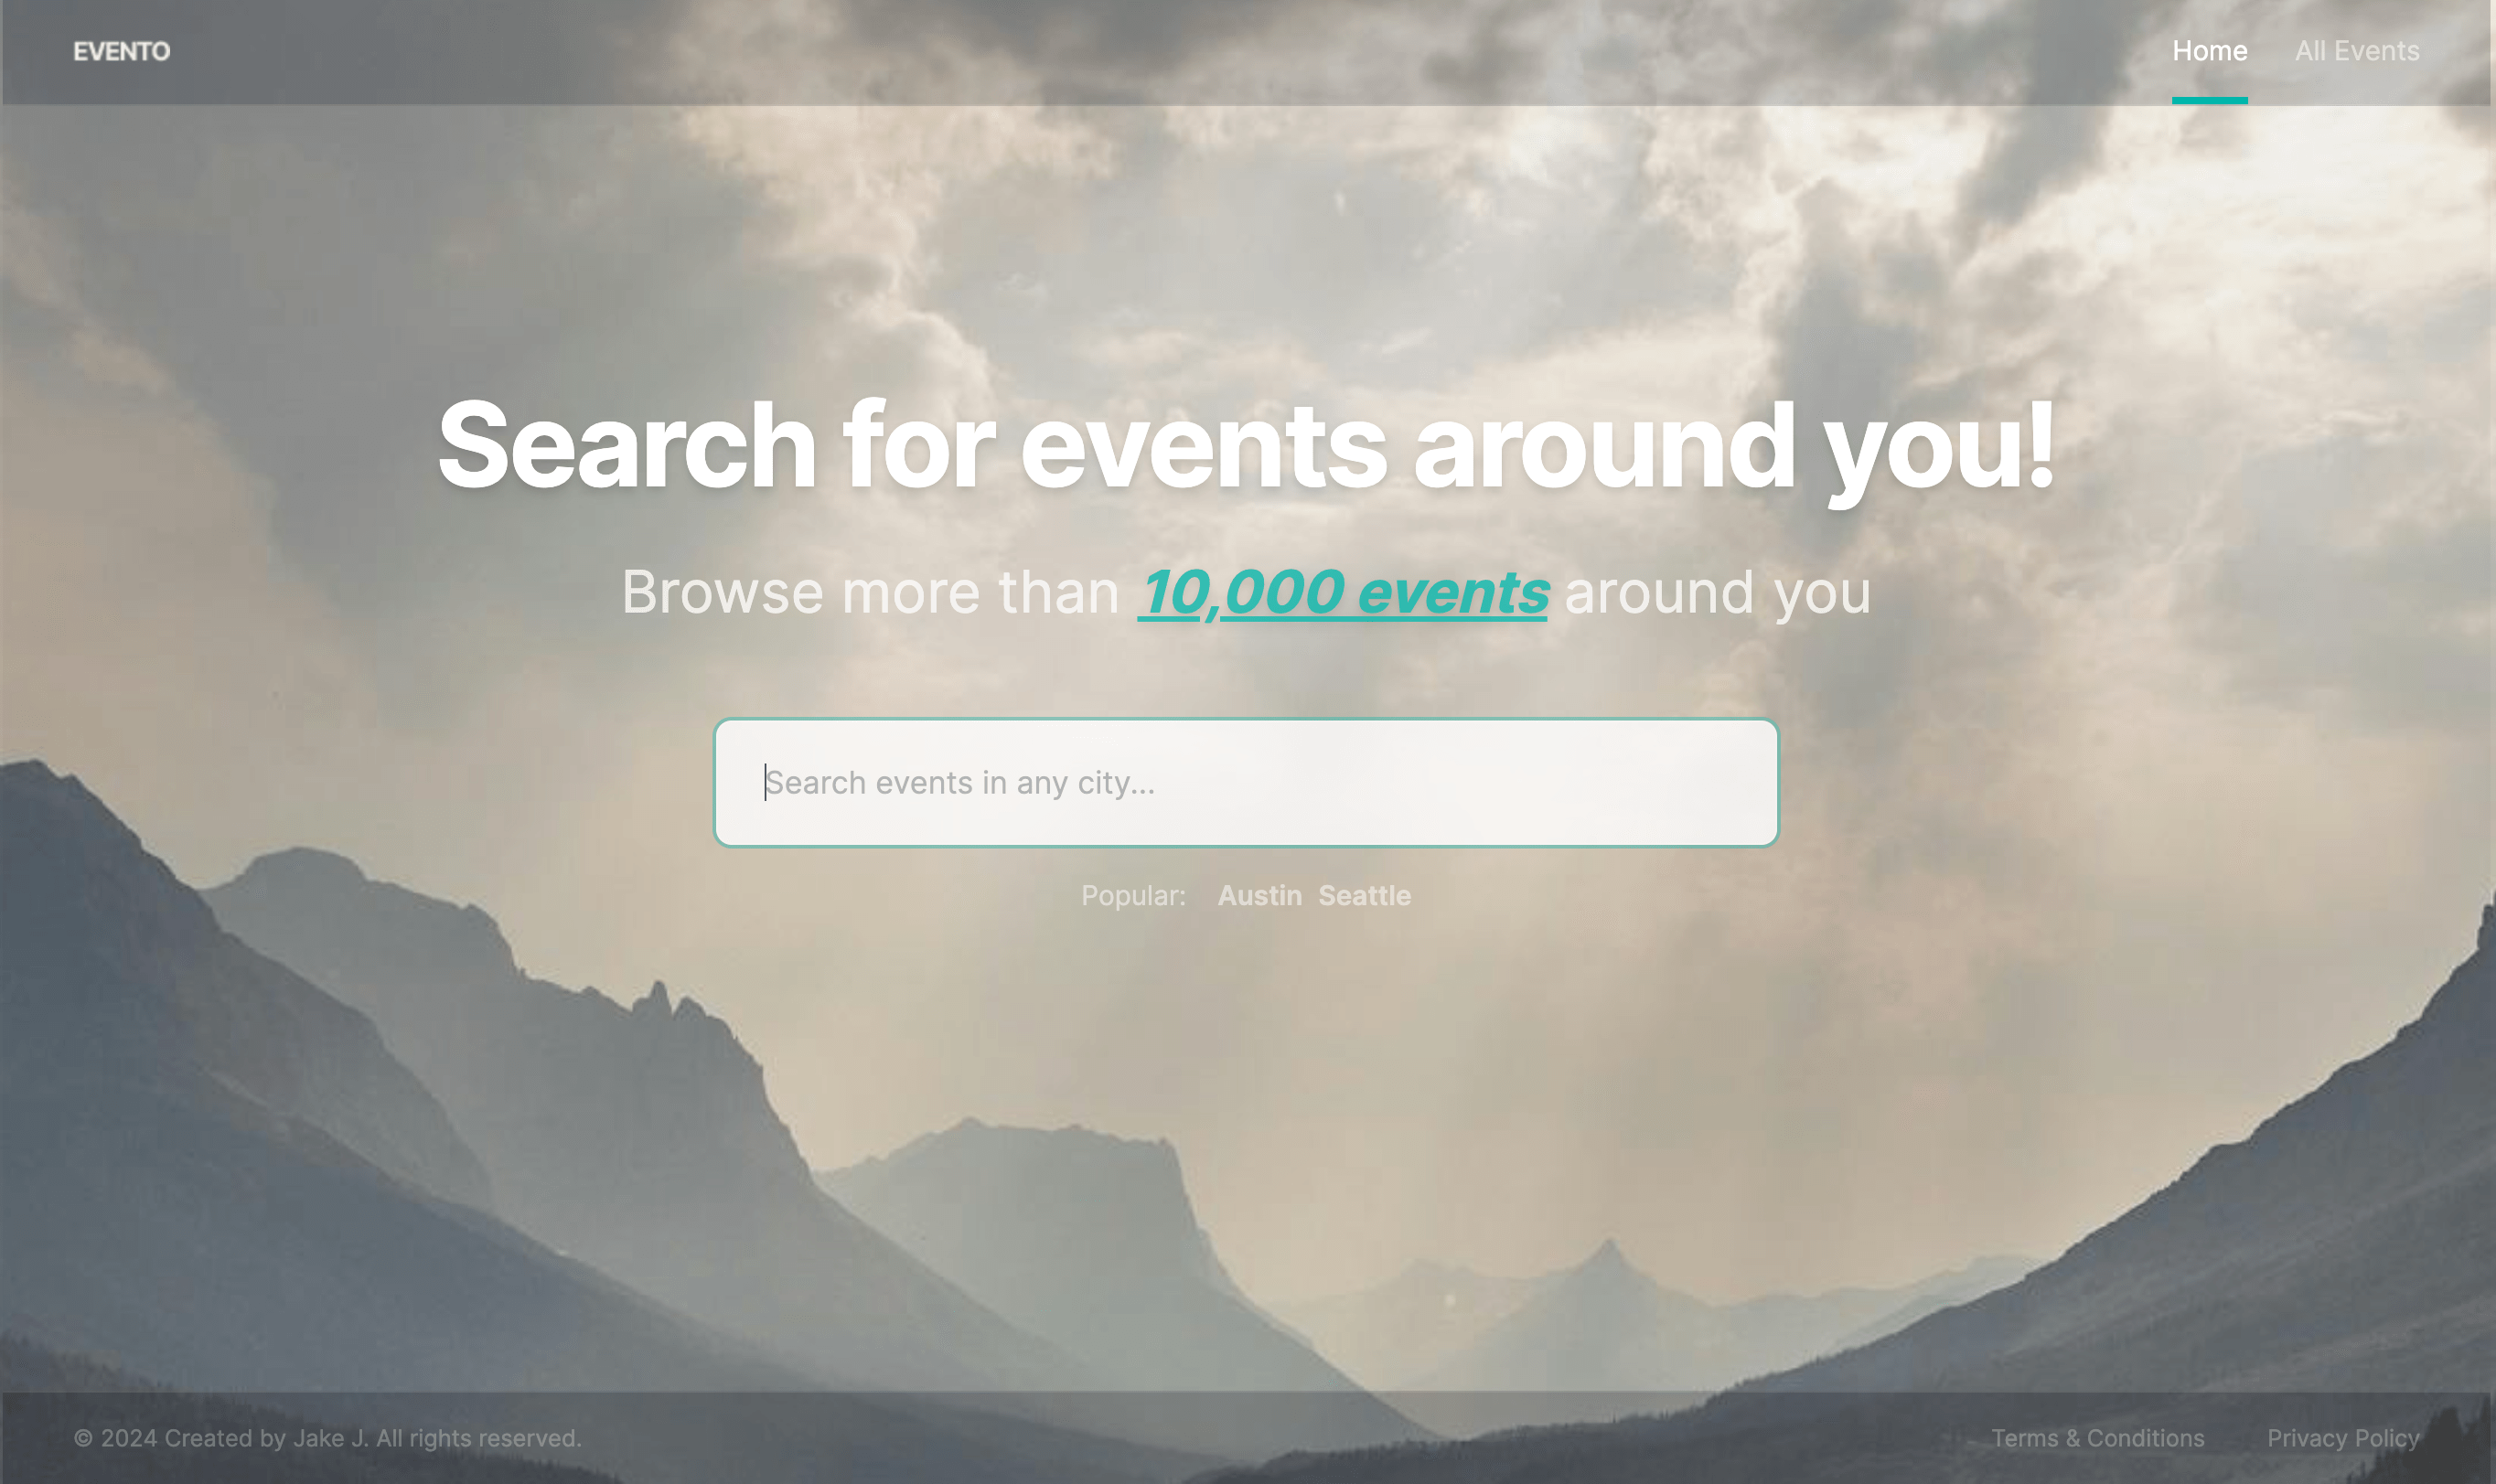 EVENTO
Home
All Events
Search for events around you!
Browse more than 10,000 events around you
Search events in any city...
Popular: Austin Seattle
© 2024 Created by Jake J. All rights reserved.
Terms & Conditions
Privacy Policy